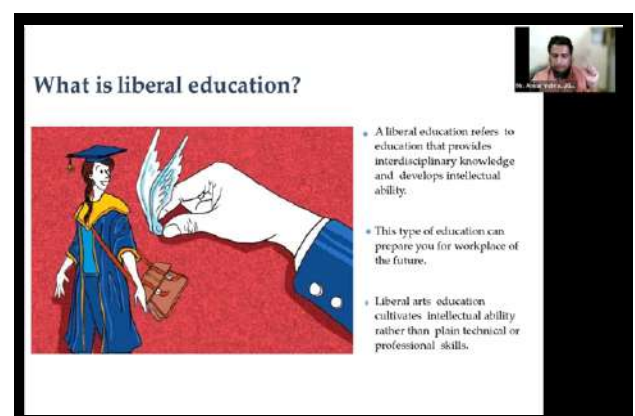 What is liberal education?
A liberal education refers to
education that provides
interdisciplinary knowledge
and develops intellectual
ability.
This type of education can
prepare you for workplace of
the future.
Liberal arts education
cultivates intellectual ability
rather than plain technical or
professional skills.